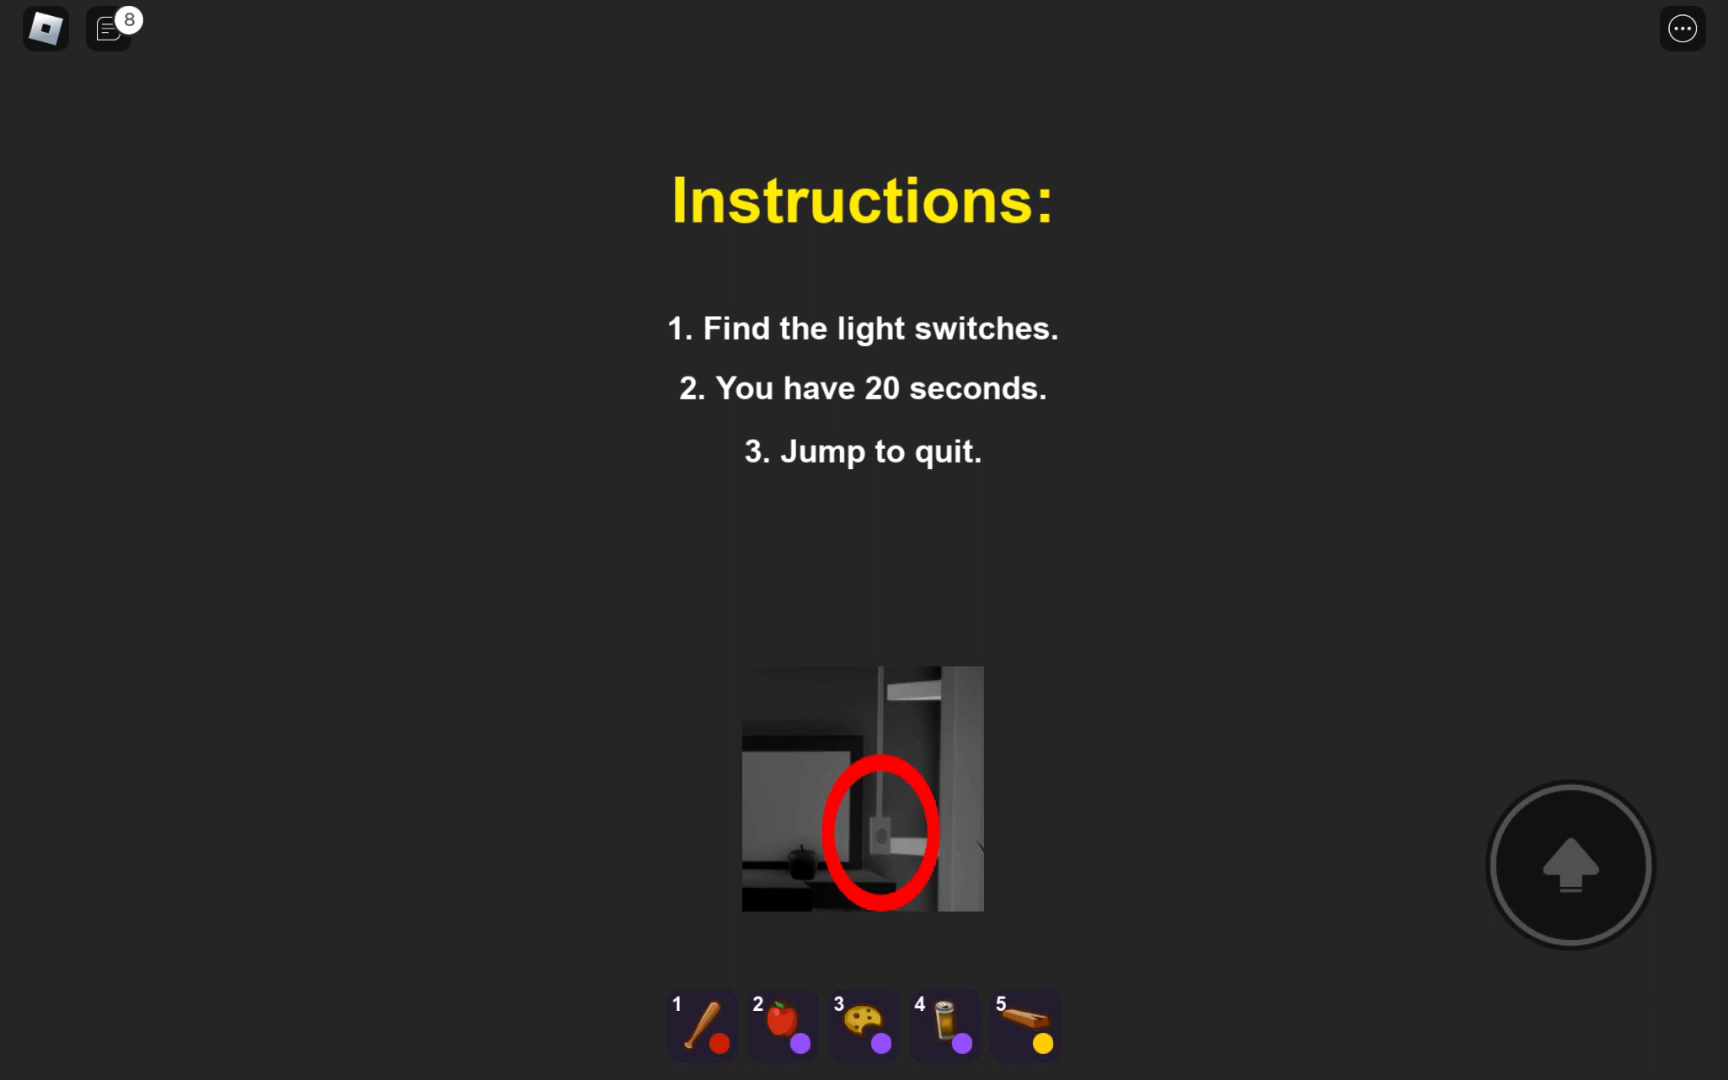 8
Instructions:
1. Find the light switches.
2. You have 20 seconds.
3. Jump to quit.
1 2 3 4 5